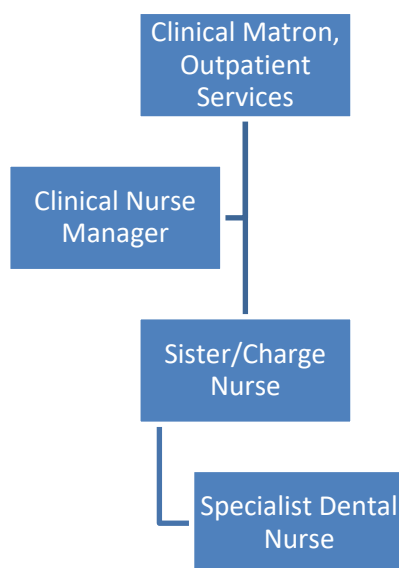 Clinical Matron,
Outpatient
Services
Clinical Nurse
Manager
Sister/Charge
Nurse
Specialist Dental
Nurse